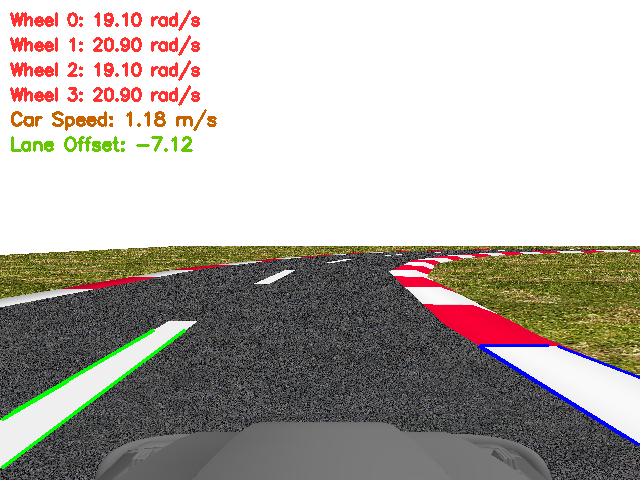 Wheel 0: 19.10 rad/s
Wheel 1: 20.90 rad/s
Wheel 2: 19.10 rad/s
Wheel 3: 20.90 rad/s
Car Speed: 1.18 m/s
Lane Offset: -7.12